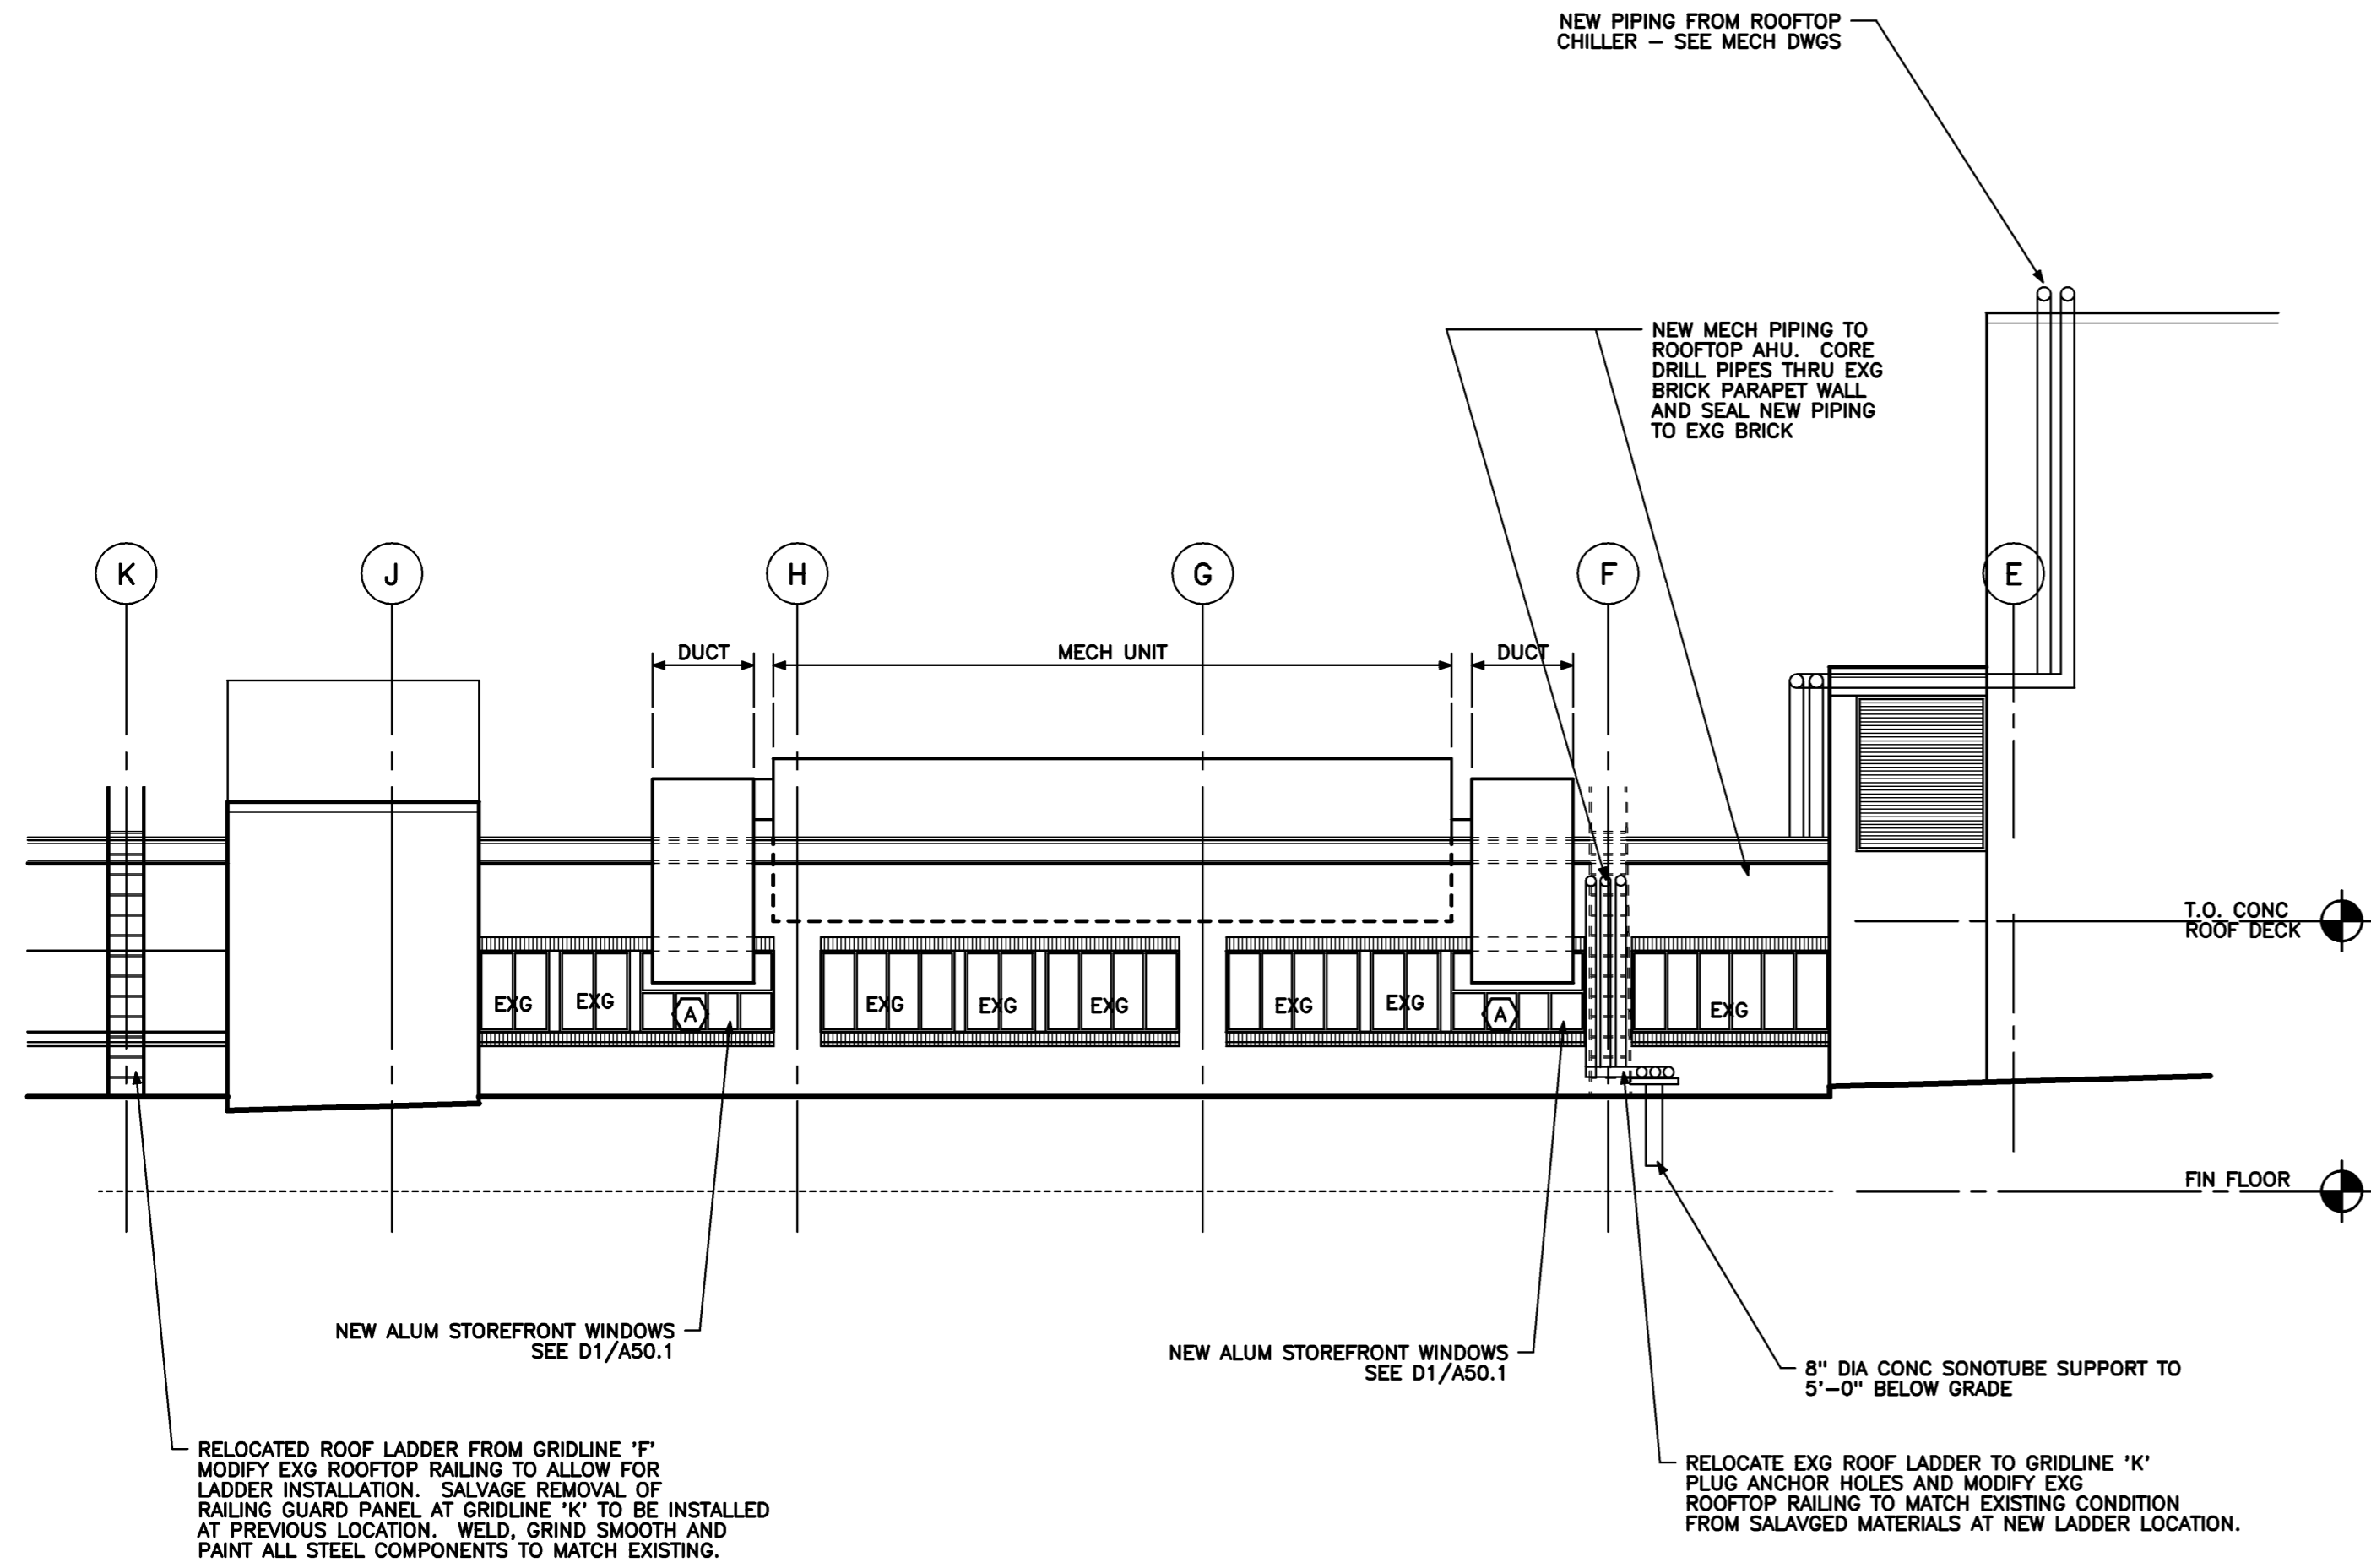 NEW PIPING FROM ROOFTOP
CHILLER – SEE MECH DWGS
NEW MECH PIPING TO
ROOFTOP AHU. CORE
DRILL PIPES THRU EXG
BRICK PARAPET WALL
AND SEAL NEW PIPING
TO EXG BRICK
K
J
H
G
F
E
DUCT
MECH UNIT
DUCT
T.O. CONC
ROOF DECK
EXG
EXG
A
EXG
EXG
EXG
EXG
EXG
A
EXG
FIN FLOOR
NEW ALUM STOREFRONT WINDOWS
SEE D1/A50.1
NEW ALUM STOREFRONT WINDOWS
SEE D1/A50.1
8" DIA CONC SONOTUBE SUPPORT TO
5'–0" BELOW GRADE
RELOCATED ROOF LADDER FROM GRIDLINE 'F'
MODIFY EXG ROOFTOP RAILING TO ALLOW FOR
LADDER INSTALLATION. SALVAGE REMOVAL OF
RAILING GUARD PANEL AT GRIDLINE 'K' TO BE INSTALLED
AT PREVIOUS LOCATION. WELD, GRIND SMOOTH AND
PAINT ALL STEEL COMPONENTS TO MATCH EXISTING.
RELOCATE EXG ROOF LADDER TO GRIDLINE 'K'
PLUG ANCHOR HOLES AND MODIFY EXG
ROOFTOP RAILING TO MATCH EXISTING CONDITION
FROM SALAVGED MATERIALS AT NEW LADDER LOCATION.